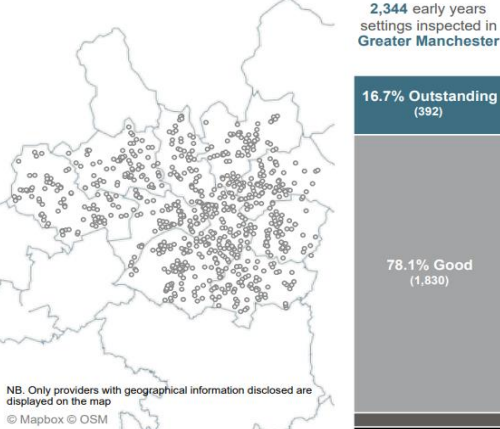 2,344 early years
settings inspected in
Greater Manchester
16.7% Outstanding
(392)
78.1% Good
(1,830)
NB. Only providers with geographical information disclosed are
displayed on the map
© Mapbox © OSM